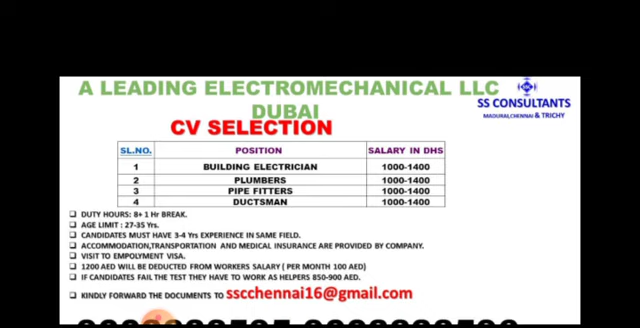 A LEADING ELECTROMECHANICAL LLC
DUBAI
SS CONSULTANTS
MADURAI,CHENNAI & TRICHY
CV SELECTION
SL.NO. POSITION SALARY IN DHS
1 BUILDING ELECTRICIAN 1000-1400
2 PLUMBERS 1000-1400
3 PIPE FITTERS 1000-1400
4 DUCTSMAN 1000-1400
DUTY HOURS: 8+ 1 Hr BREAK.
AGE LIMIT : 27-35 Yrs.
CANDIDATES MUST HAVE 3-4 Yrs EXPERIENCE IN SAME FIELD.
ACCOMMODATION,TRANSPORTATION AND MEDICAL INSURANCE ARE PROVIDED BY COMPANY.
VISIT TO EMPOLYMENT VISA.
1200 AED WILL BE DEDUCTED FROM WORKERS SALARY ( PER MONTH 100 AED)
IF CANDIDATES FAIL THE TEST THEY HAVE TO WORK AS HELPERS 850-900 AED.
KINDLY FORWARD THE DOCUMENTS TO sscchennai16@gmail.com